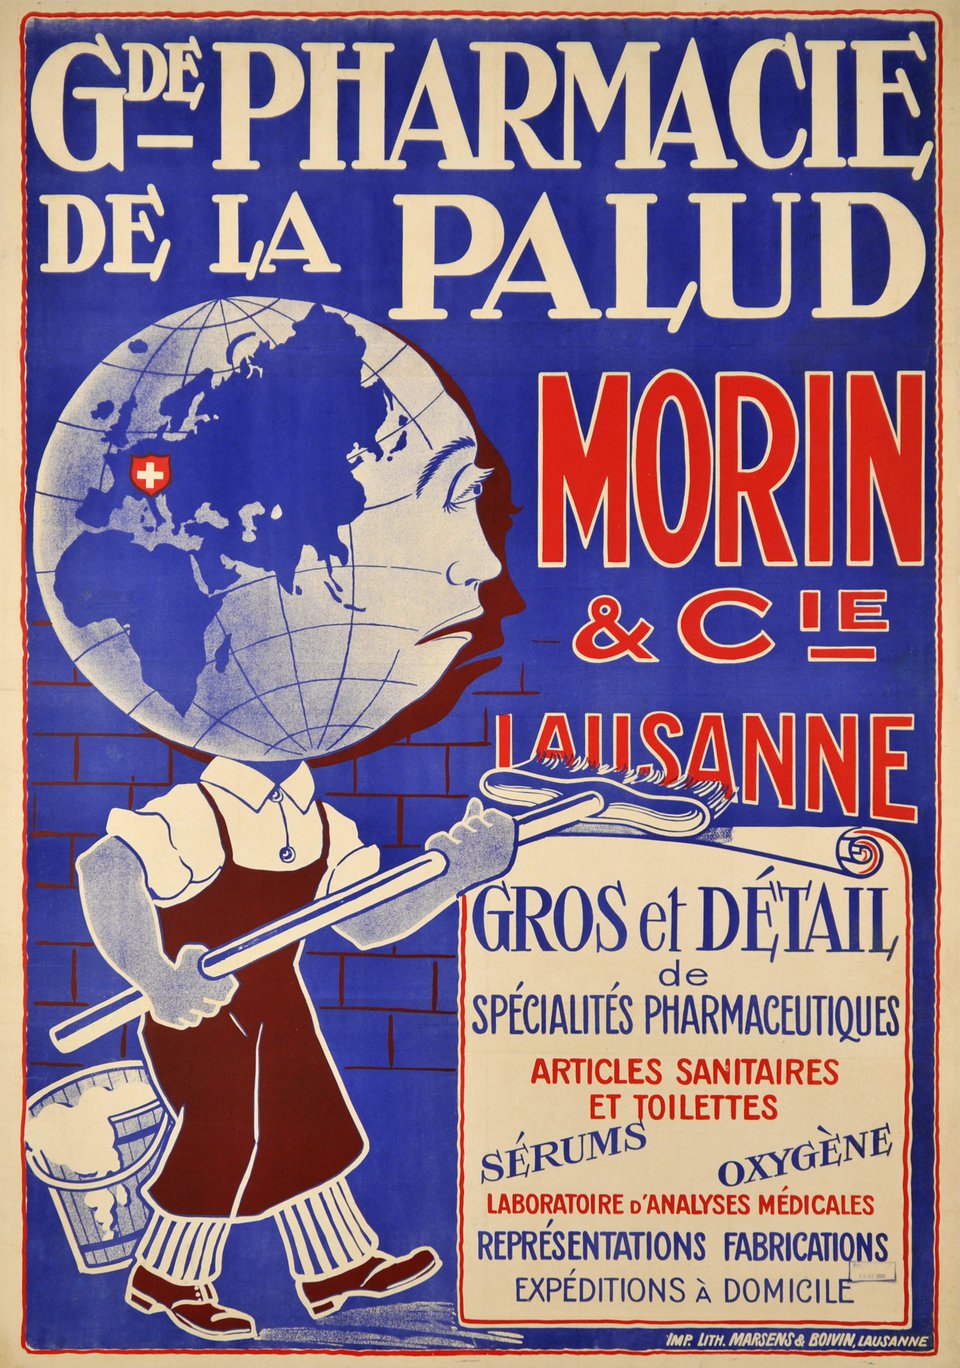 GDE PHARMACIE
DE LA PALUD
MORIN
& CIE
LAUSANNE
GROS et DÉTAIL
de
SPÉCIALITÉS PHARMACEUTIQUES
ARTICLES SANITAIRES
ET TOILETTES
SÉRUMS OXYGÈNE
LABORATOIRE D'ANALYSES MÉDICALES
REPRÉSENTATIONS FABRICATIONS
EXPÉDITIONS À DOMICILE
IMP. LITH. MARSENS & BOIVIN, LAUSANNE